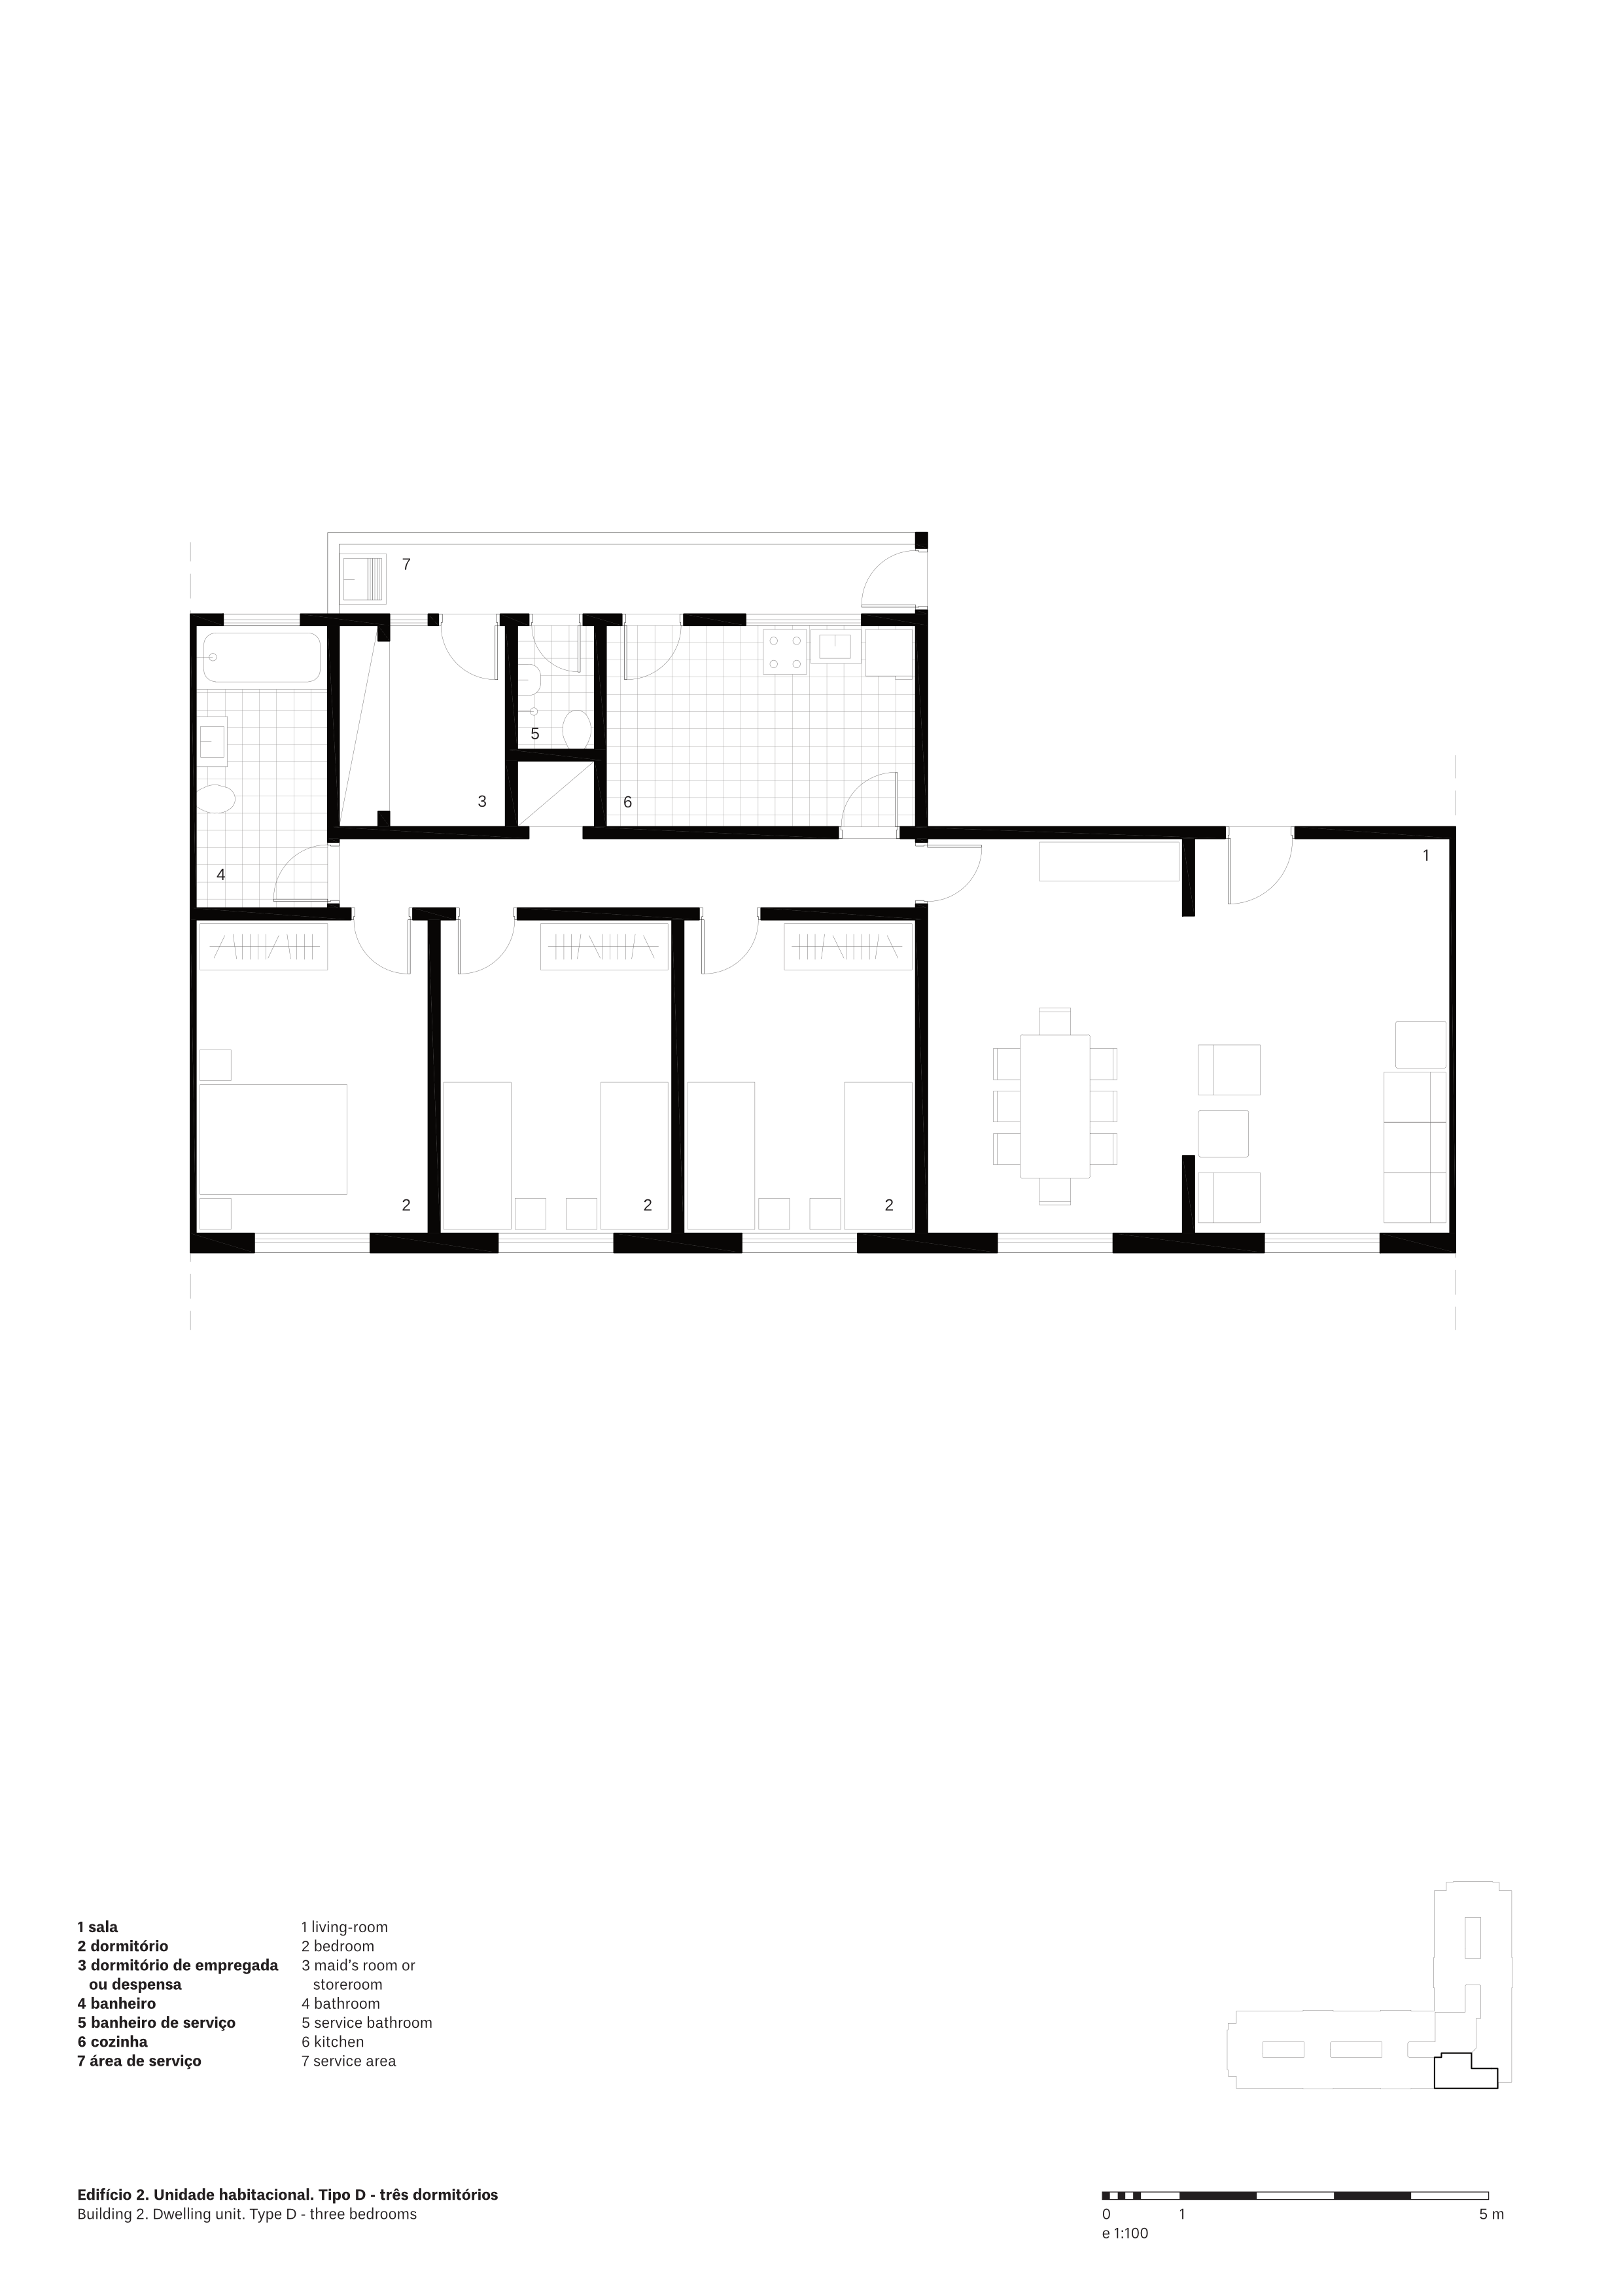 7
5
3
6
4
1
2
2
2
1 sala
2 dormitório
3 dormitório de empregada
ou despensa
4 banheiro
5 banheiro de serviço
6 cozinha
7 área de serviço
1 living-room
2 bedroom
3 maid's room or
storeroom
4 bathroom
5 service bathroom
6 kitchen
7 service area
Edifício 2. Unidade habitacional. Tipo D - três dormitórios
Building 2. Dwelling unit. Type D - three bedrooms
0 1 5 m
e 1:100